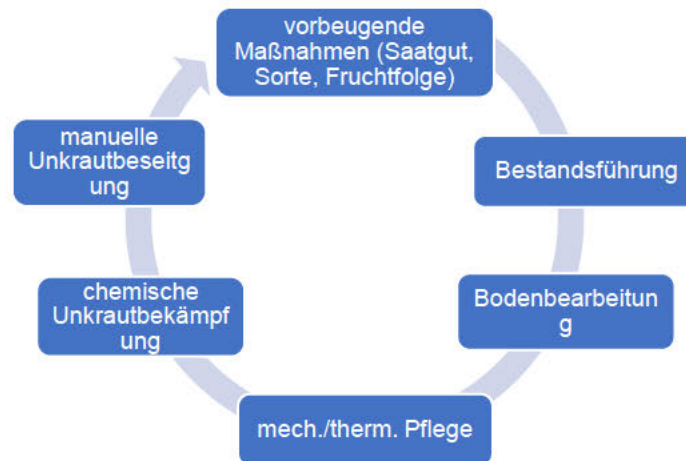 vorbeugende
Maßnahmen (Saatgut,
Sorte, Fruchtfolge)
Bestandsführung
Bodenbearbeitun
g
mech./therm. Pflege
chemische
Unkrautbekämpf
ung
manuelle
Unkrautbeseitg
ung